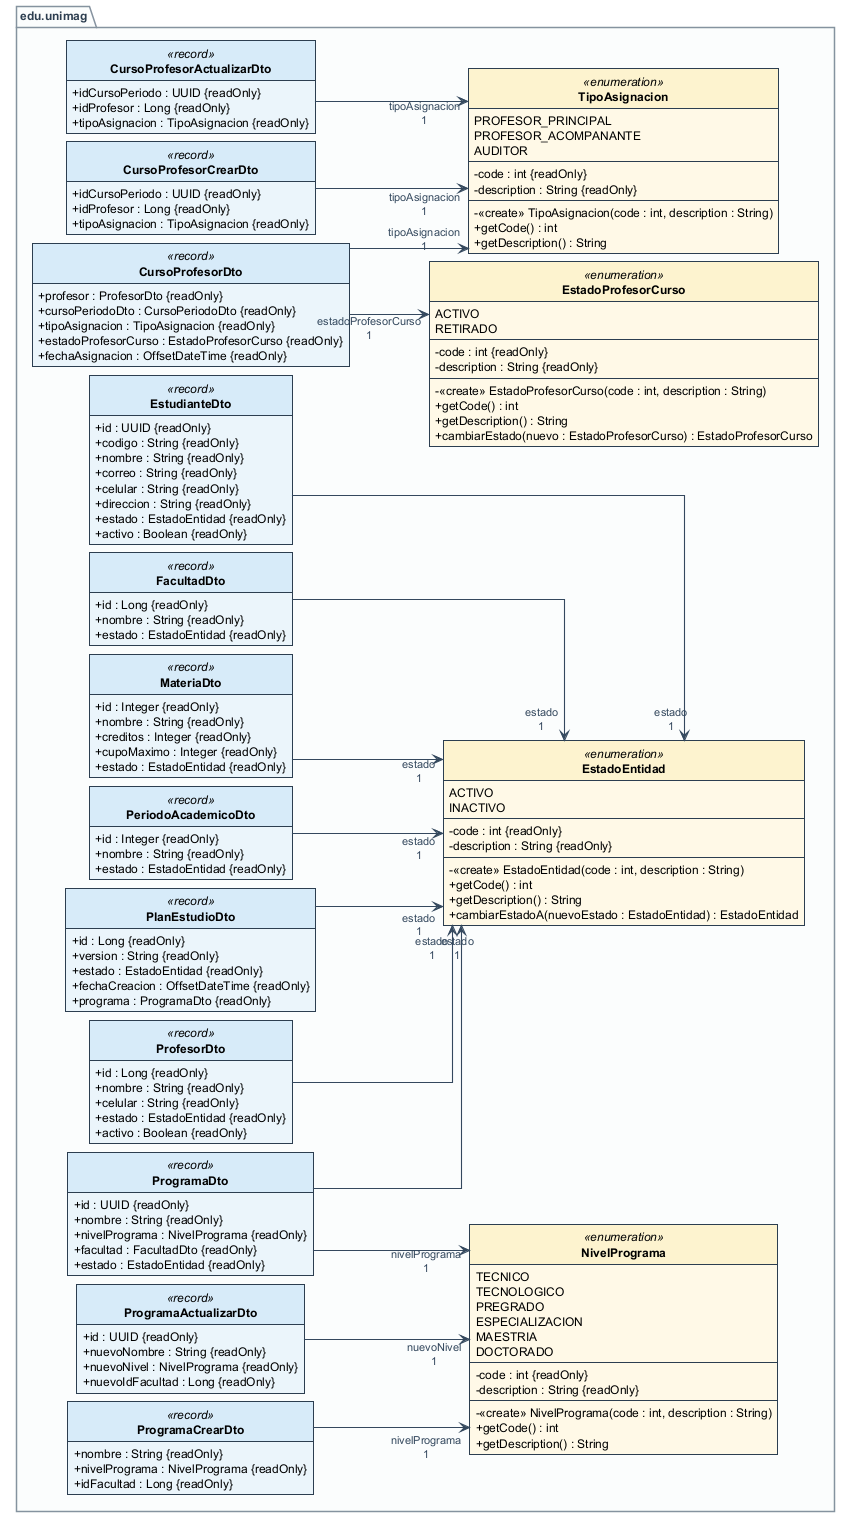 edu.unimag
«record»
CursoProfesorActualizarDto
+idCursoPeriodo : UUID {readOnly}
+idProfesor : Long {readOnly}
+tipoAsignacion : TipoAsignacion {readOnly}
tipoAsignacion
1
«enumeration»
TipoAsignacion
PROFESOR_PRINCIPAL
PROFESOR_ACOMPANANTE
AUDITOR
-code : int {readOnly}
-description : String {readOnly}
-«create» TipoAsignacion(code : int, description : String)
+getCode() : int
+getDescription() : String
«record»
CursoProfesorCrearDto
+idCursoPeriodo : UUID {readOnly}
+idProfesor : Long {readOnly}
+tipoAsignacion : TipoAsignacion {readOnly}
tipoAsignacion
1
«record»
CursoProfesorDto
+profesor : ProfesorDto {readOnly}
+cursoPeriodoDto : CursoPeriodoDto {readOnly}
+tipoAsignacion : TipoAsignacion {readOnly}
+estadoProfesorCurso : EstadoProfesorCurso {readOnly}
+fechaAsignacion : OffsetDateTime {readOnly}
tipoAsignacion
1
estadoProfesorCurso
1
«enumeration»
EstadoProfesorCurso
ACTIVO
RETIRADO
-code : int {readOnly}
-description : String {readOnly}
-«create» EstadoProfesorCurso(code : int, description : String)
+getCode() : int
+getDescription() : String
+cambiarEstado(nuevo : EstadoProfesorCurso) : EstadoProfesorCurso
«record»
EstudianteDto
+id : UUID {readOnly}
+codigo : String {readOnly}
+nombre : String {readOnly}
+correo : String {readOnly}
+celular : String {readOnly}
+direccion : String {readOnly}
+estado : EstadoEntidad {readOnly}
+activo : Boolean {readOnly}
«record»
FacultadDto
+id : Long {readOnly}
+nombre : String {readOnly}
+estado : EstadoEntidad {readOnly}
estado
1
estado
1
«record»
MateriaDto
+id : Integer {readOnly}
+nombre : String {readOnly}
+creditos : Integer {readOnly}
+cupoMaximo : Integer {readOnly}
+estado : EstadoEntidad {readOnly}
estado
1
«enumeration»
EstadoEntidad
ACTIVO
INACTIVO
-code : int {readOnly}
-description : String {readOnly}
-«create» EstadoEntidad(code : int, description : String)
+getCode() : int
+getDescription() : String
+cambiarEstadoA(nuevoEstado : EstadoEntidad) : EstadoEntidad
«record»
PeriodoAcademicoDto
+id : Integer {readOnly}
+nombre : String {readOnly}
+estado : EstadoEntidad {readOnly}
estado
1
«record»
PlanEstudioDto
+id : Long {readOnly}
+version : String {readOnly}
+estado : EstadoEntidad {readOnly}
+fechaCreacion : OffsetDateTime {readOnly}
+programa : ProgramaDto {readOnly}
estado
1
estado
1
estado
1
«record»
ProfesorDto
+id : Long {readOnly}
+nombre : String {readOnly}
+celular : String {readOnly}
+estado : EstadoEntidad {readOnly}
+activo : Boolean {readOnly}
«record»
ProgramaDto
+id : UUID {readOnly}
+nombre : String {readOnly}
+nivelPrograma : NivelPrograma {readOnly}
+facultad : FacultadDto {readOnly}
+estado : EstadoEntidad {readOnly}
nivelPrograma
1
«enumeration»
NivelPrograma
TECNICO
TECNOLOGICO
PREGRADO
ESPECIALIZACION
MAESTRIA
DOCTORADO
-code : int {readOnly}
-description : String {readOnly}
-«create» NivelPrograma(code : int, description : String)
+getCode() : int
+getDescription() : String
«record»
ProgramaActualizarDto
+id : UUID {readOnly}
+nuevoNombre : String {readOnly}
+nuevoNivel : NivelPrograma {readOnly}
+nuevoIdFacultad : Long {readOnly}
nuevoNivel
1
«record»
ProgramaCrearDto
+nombre : String {readOnly}
+nivelPrograma : NivelPrograma {readOnly}
+idFacultad : Long {readOnly}
nivelPrograma
1